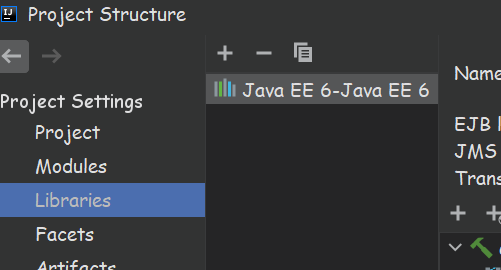 Project Structure
Project Settings
Project
Modules
Libraries
Facets
Artifacts
Java EE 6-Java EE 6
Name
EJB
JMS
Trans